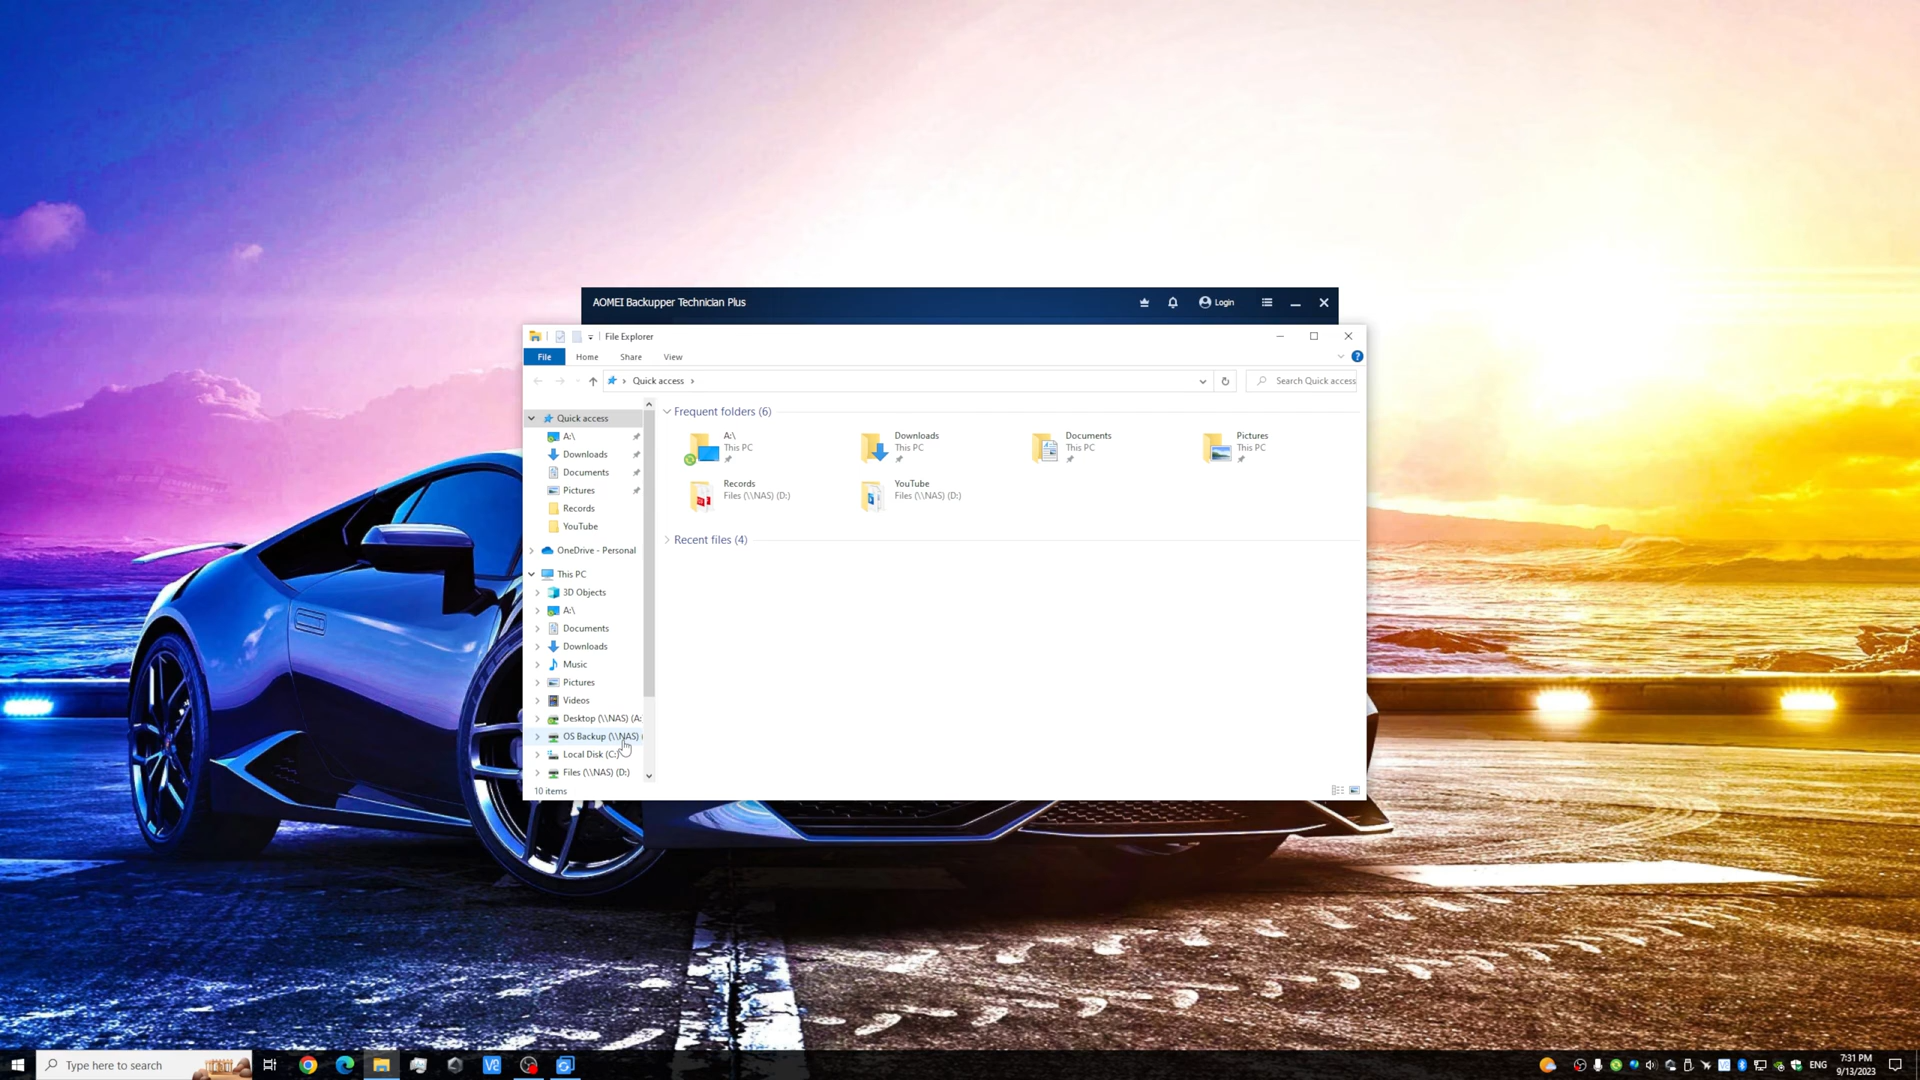 AOMEI Backupper Technician Plus
Login
File Explorer
File Home Share View
Quick access
Search Quick access
Quick access
A:\
Downloads
Documents
Pictures
Records
YouTube
OneDrive - Personal
This PC
3D Objects
A:\
Documents
Downloads
Music
Pictures
Videos
Desktop (\\NAS) (A:
OS Backup (\\NAS) (
Local Disk (C:)
Files (\\NAS) (D:)
10 items
Frequent folders (6)
A:\
This PC
Downloads
This PC
Documents
This PC
Pictures
This PC
Records
Files (\\NAS) (D:)
YouTube
Files (\\NAS) (D:)
Recent files (4)
Type here to search
ENG
7:31 PM
9/13/2023